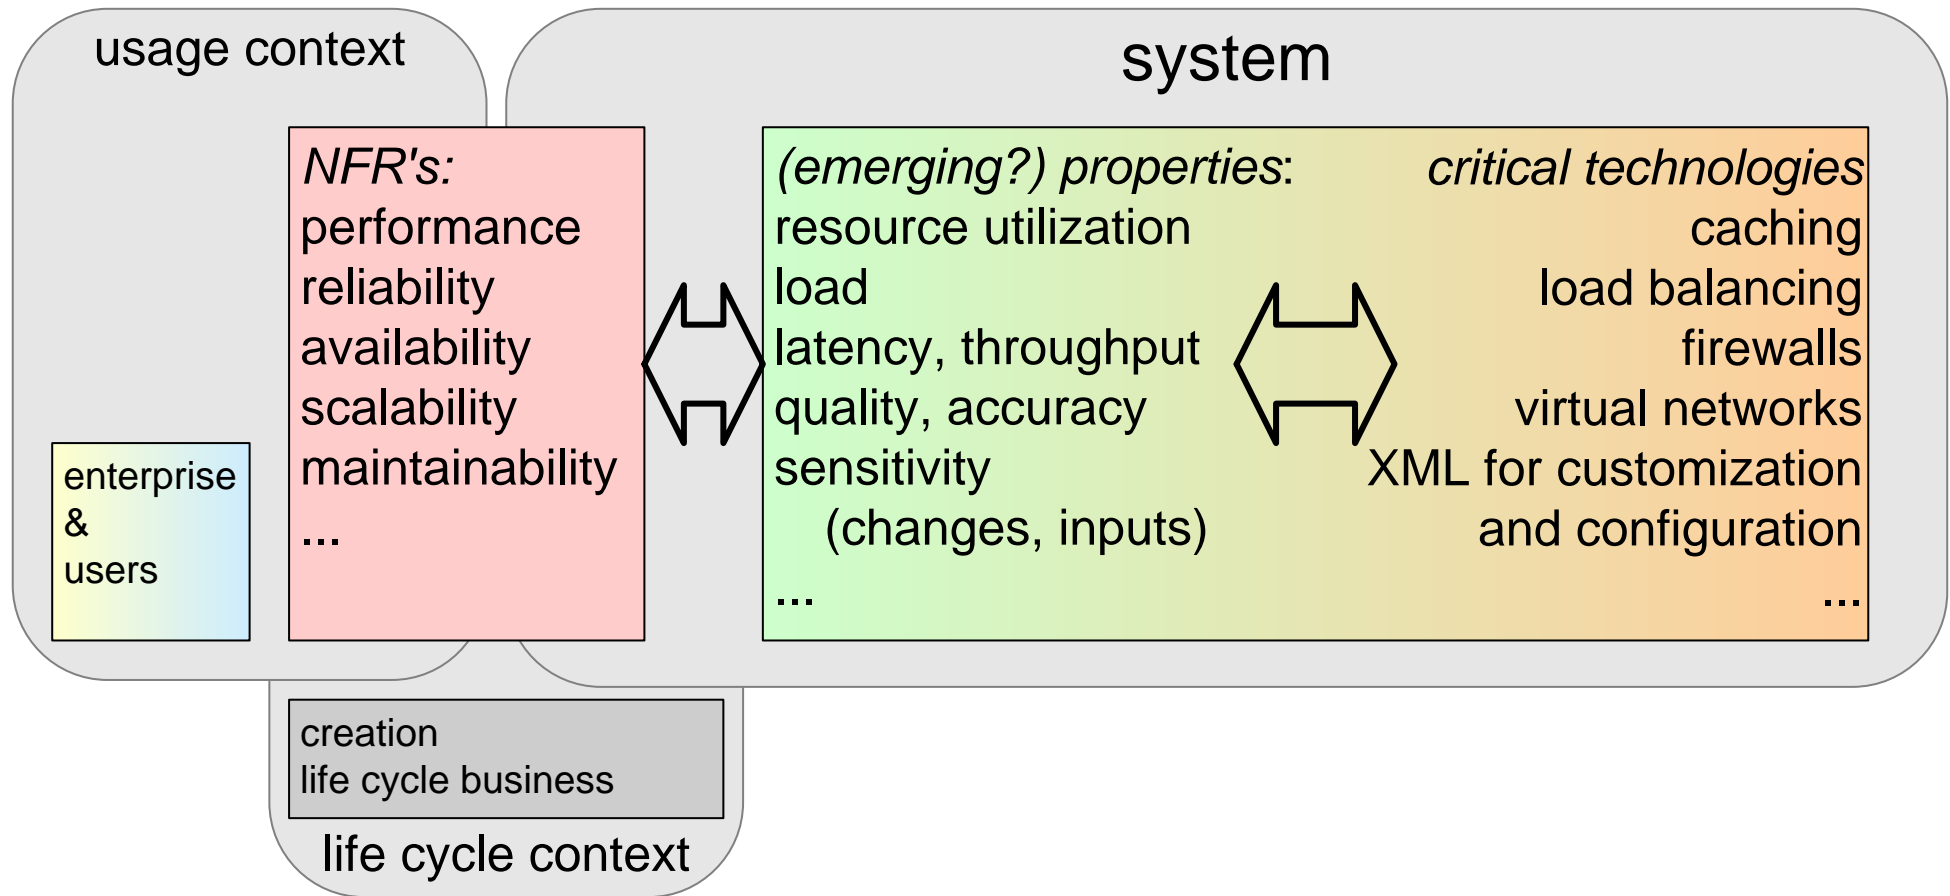 usage context
system
NFR's:
performance
reliability
availability
scalability
maintainability
...
(emerging?) properties:
resource utilization
load
latency, throughput
quality, accuracy
sensitivity
(changes, inputs)
...
critical technologies
caching
load balancing
firewalls
virtual networks
XML for customization
and configuration
...
enterprise
&
users
creation
life cycle business
life cycle context